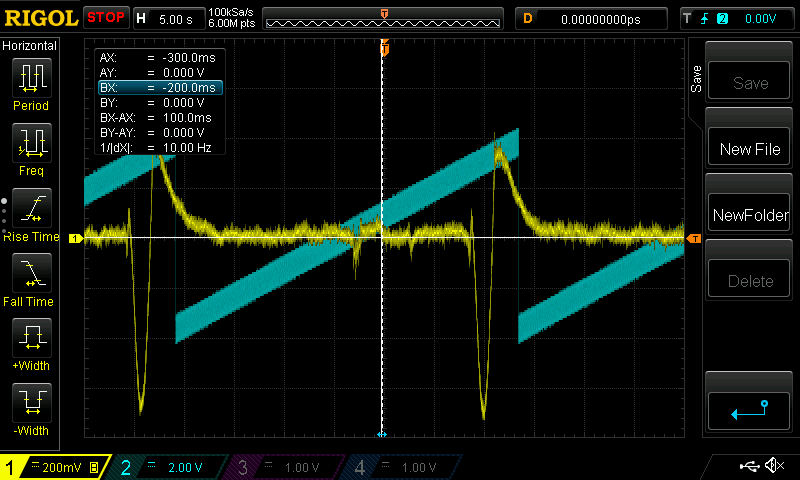 RIGOL STOP H 5.00 s 100kSa/s 6.00M pts T D 0.00000000ps T 2 0.00V
Horizontal
Period
Freq
Rise Time
Fall Time
+Width
-Width
AX: = -300.0ms
AY: = 0.000 V
BX: = -200.0ms
BY: = 0.000 V
BX-AX: = 100.0ms
BY-AY: = 0.000 V
1/|dX|: = 10.00 Hz
T
1
T
Save
Save
New File
NewFolder
Delete
1 = 200mV B 2 = 2.00 V 3 = 1.00 V 4 = 1.00 V